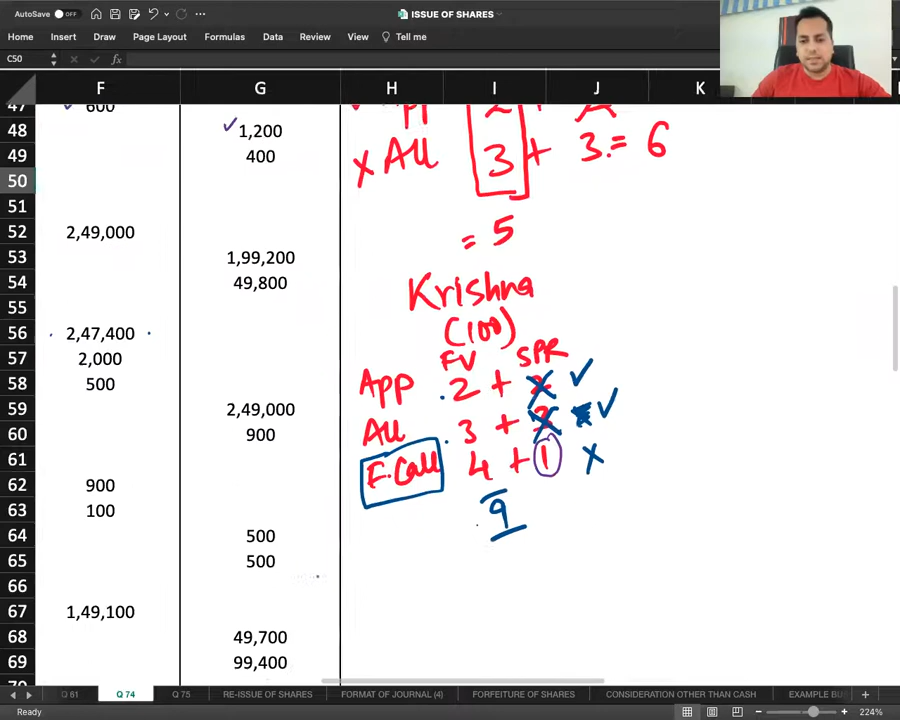 AutoSave OFF ISSUE OF SHARES
Home Insert Draw Page Layout Formulas Data Review View Tell me
C50 fx
F G H I J K
47 600
48 1,200
49 400 x All 3 + 3. = 6
50
51
52 2,49,000 = 5
53 1,99,200
54 49,800 Krishna
55 (100)
56 2,47,400
57 2,000 FV SPR
58 500 App 2 +
59 2,49,000
60 900 All 3 +
61 F. Call 4 + 1 x
62 900
63 100 9
64 500
65 500
66
67 1,49,100
68 49,700
69 99,400
Q 61 Q 74 Q 75 RE-ISSUE OF SHARES FORMAT OF JOURNAL (4) FORFEITURE OF SHARES CONSIDERATION OTHER THAN CASH EXAMPLE BU
224%